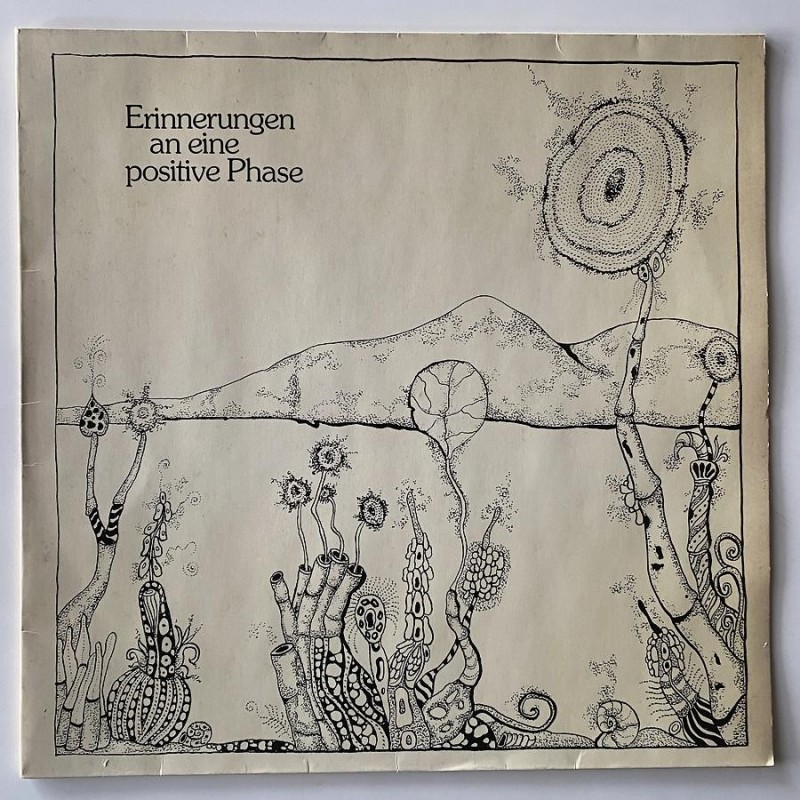 Erinnerungen
an eine
positive Phase